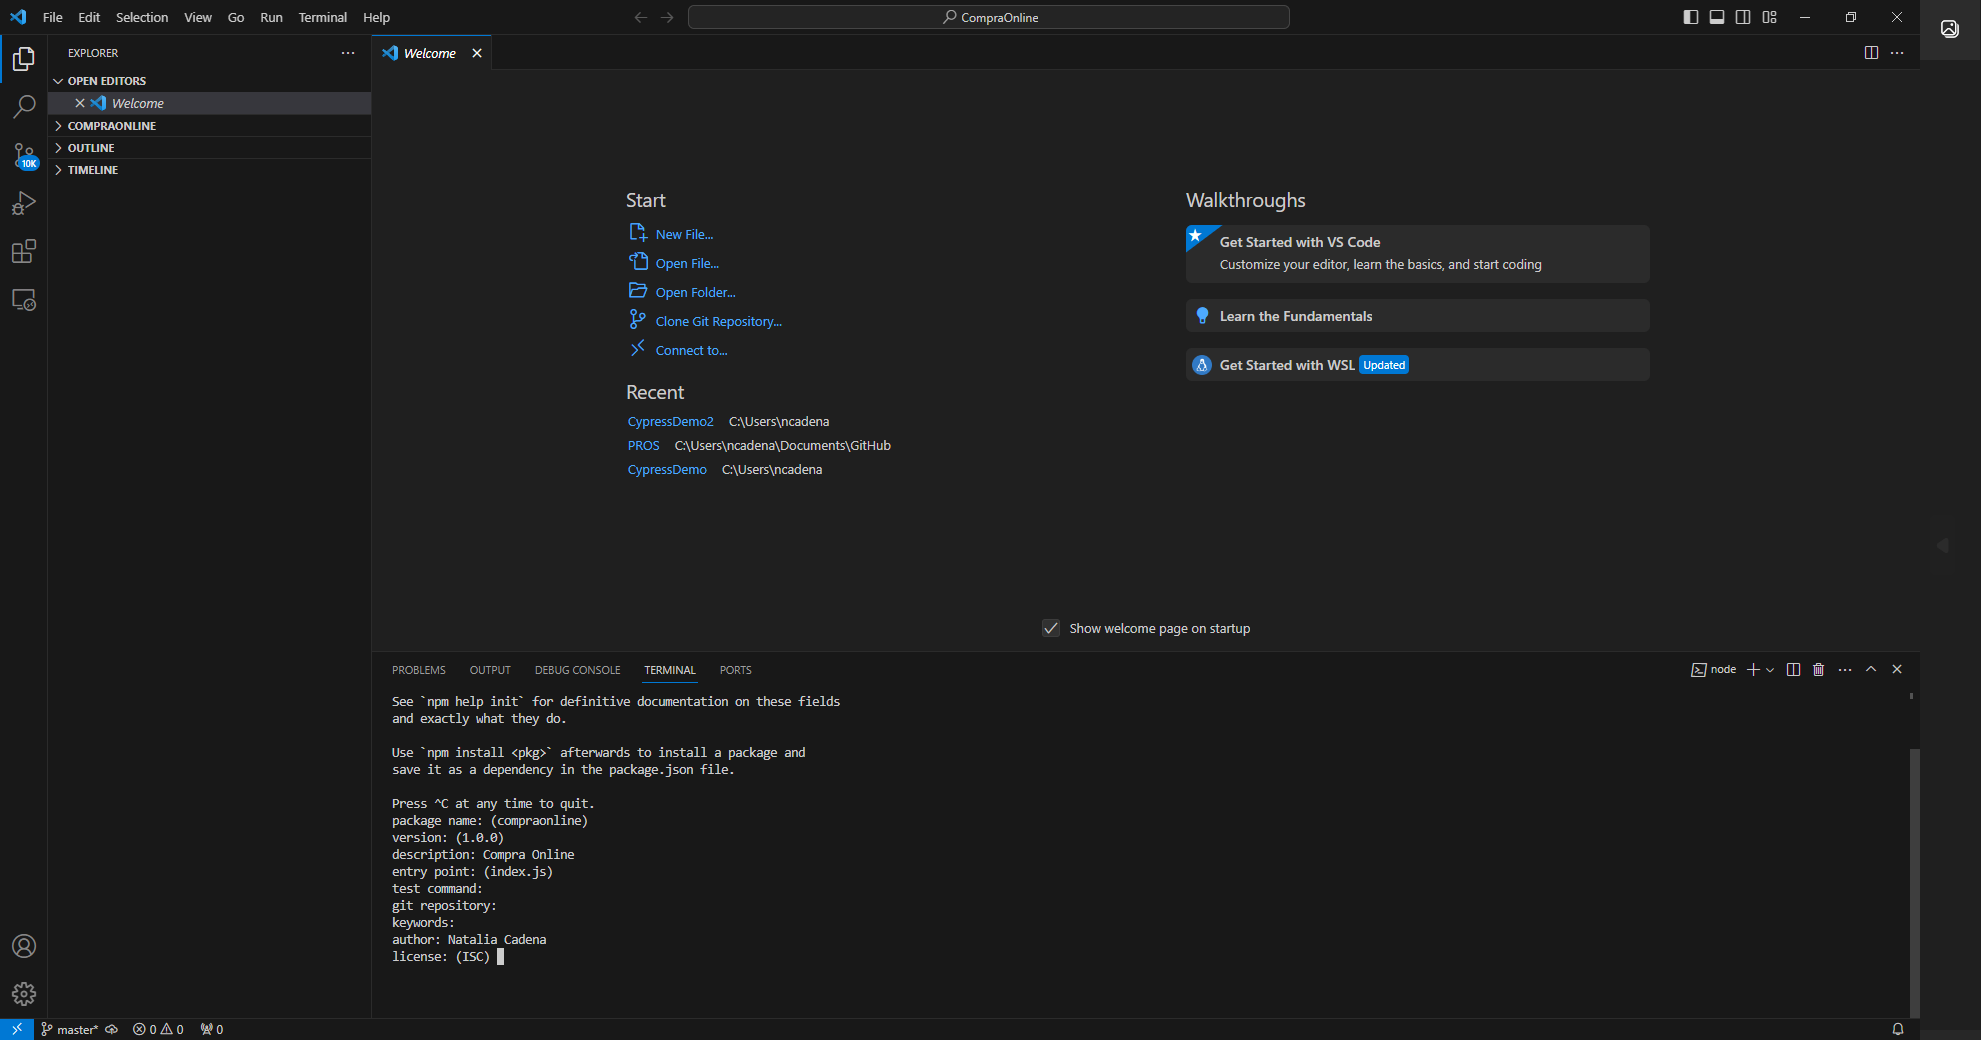 File Edit Selection View Go Run Terminal Help
CompraOnline
EXPLORER
Welcome
OPEN EDITORS
Welcome
COMPRAONLINE
OUTLINE
TIMELINE
10K
Start
New File...
Open File...
Open Folder...
Clone Git Repository...
Connect to...
Recent
CypressDemo2 C:\Users\ncadena
PROS C:\Users\ncadena\Documents\GitHub
CypressDemo C:\Users\ncadena
Walkthroughs
Get Started with VS Code
Customize your editor, learn the basics, and start coding
Learn the Fundamentals
Get Started with WSL Updated
Show welcome page on startup
PROBLEMS OUTPUT DEBUG CONSOLE TERMINAL PORTS
node
See `npm help init` for definitive documentation on these fields
and exactly what they do.
Use `npm install <pkg>` afterwards to install a package and
save it as a dependency in the package.json file.
Press ^C at any time to quit.
package name: (compraonline)
version: (1.0.0)
description: Compra Online
entry point: (index.js)
test command:
git repository:
keywords:
author: Natalia Cadena
license: (ISC)
master* 0 0 0